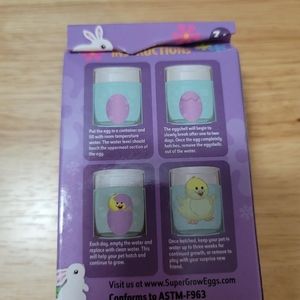 INSTRUCTIONS
Put the egg in a container and
fill with room temperature
water. The water level should
touch the uppermost section of
the egg.
The eggshell will begin to
slowly break after one to two
days. Once the egg completely
hatches, remove the eggshells
out of the water.
Each day, empty the water and
replace with clean water. This
will help your pet hatch and
continue to grow.
Once hatched, keep your pet in
water up to three weeks for
continued growth, or remove to
play with your surprise new
friend.
Visit us at www.SuperGrowEggs.com
Conforms to ASTM-F963